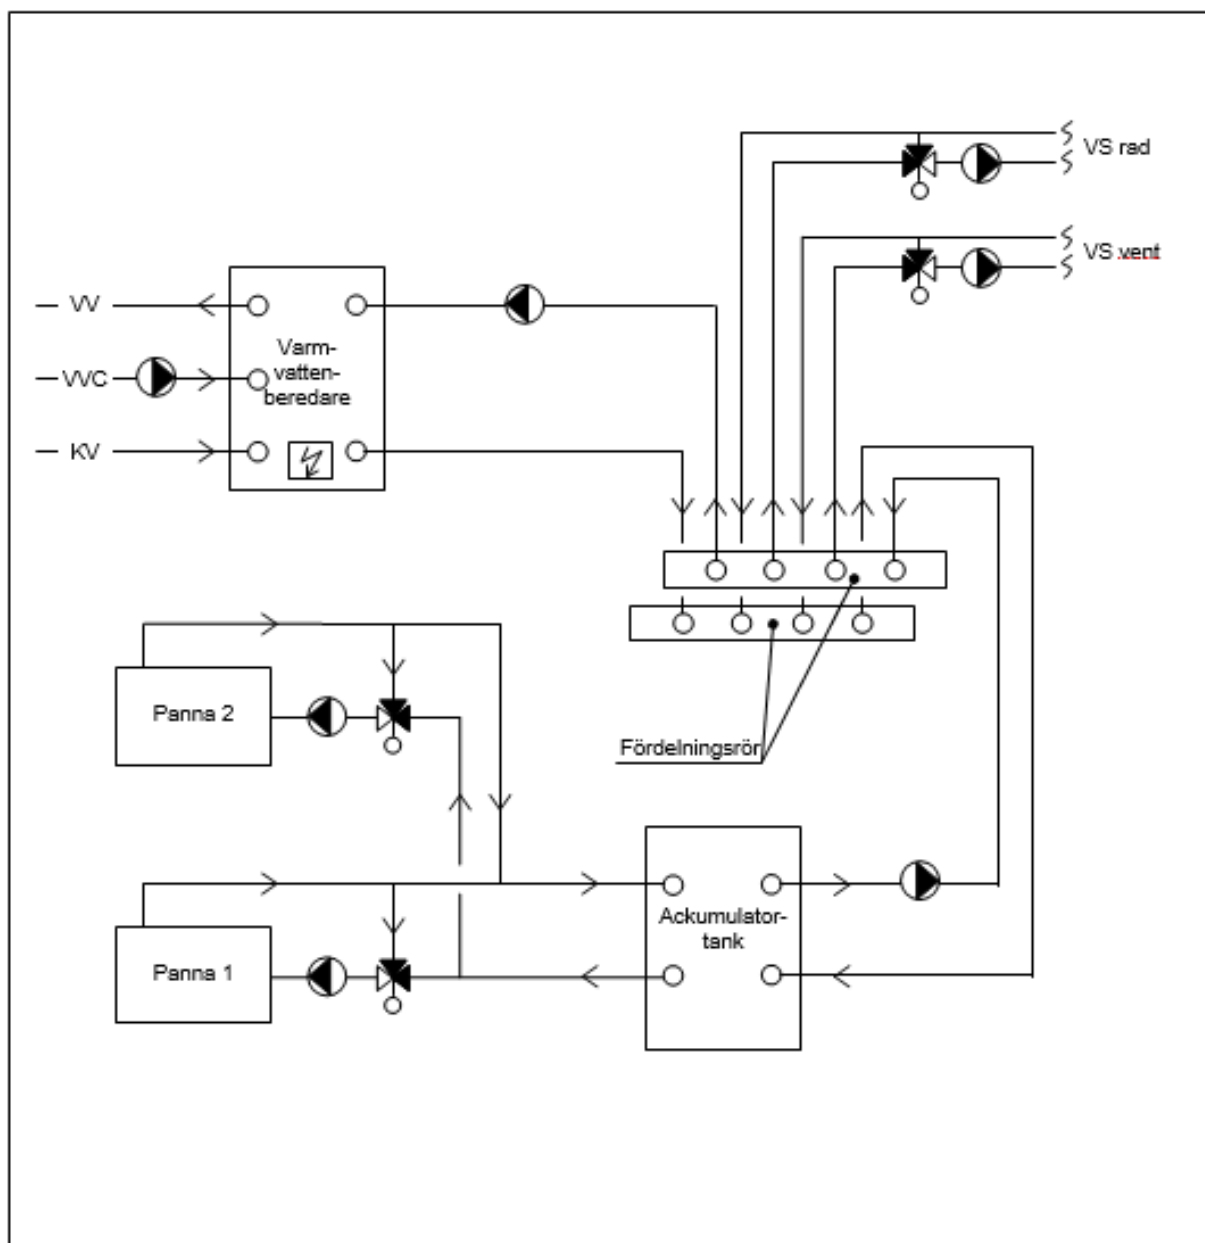 VS rad
VS vent
VV
Varm-
vatten-
beredare
VVC
KV
Panna 2
Fördelningsrör
Ackumulator-
tank
Panna 1